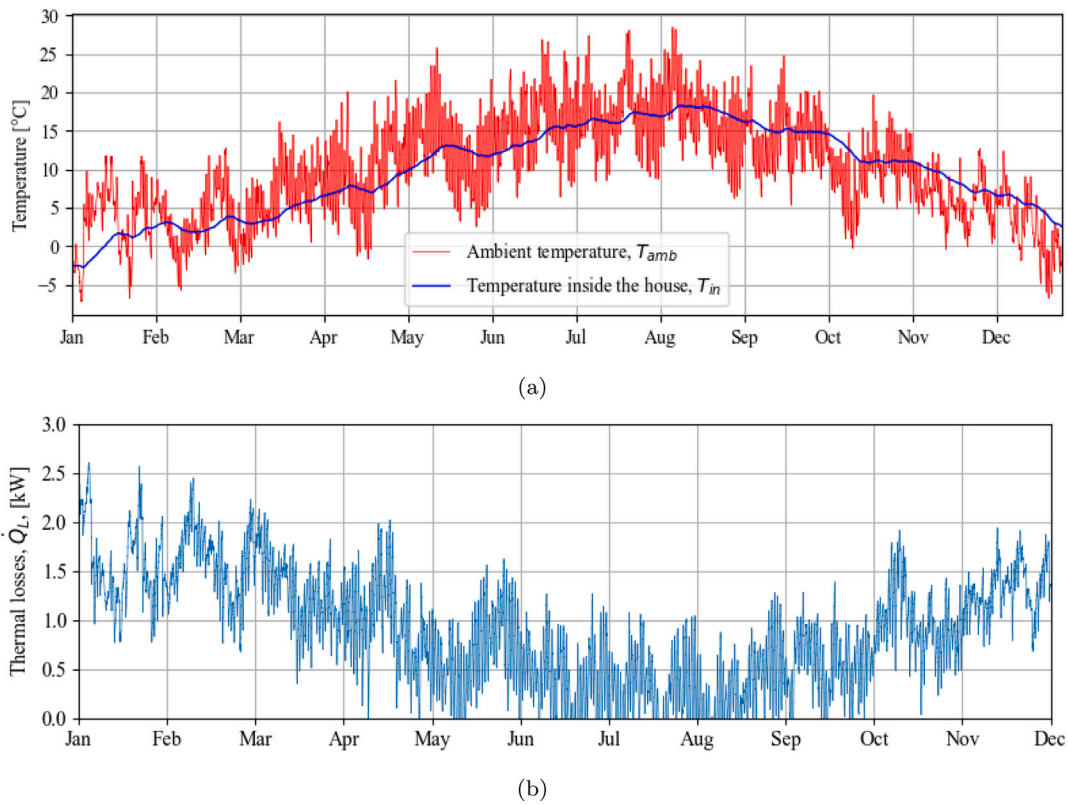 30
25
20
15
10
5
0
−5
Temperature [°C]
Ambient temperature, T_amb
Temperature inside the house, T_in
Jan Feb Mar Apr May Jun Jul Aug Sep Oct Nov Dec
(a)
3.0
2.5
2.0
1.5
1.0
0.5
0.0
Thermal losses, Q̇_L, [kW]
Jan Feb Mar Apr May Jun Jul Aug Sep Oct Nov Dec
(b)